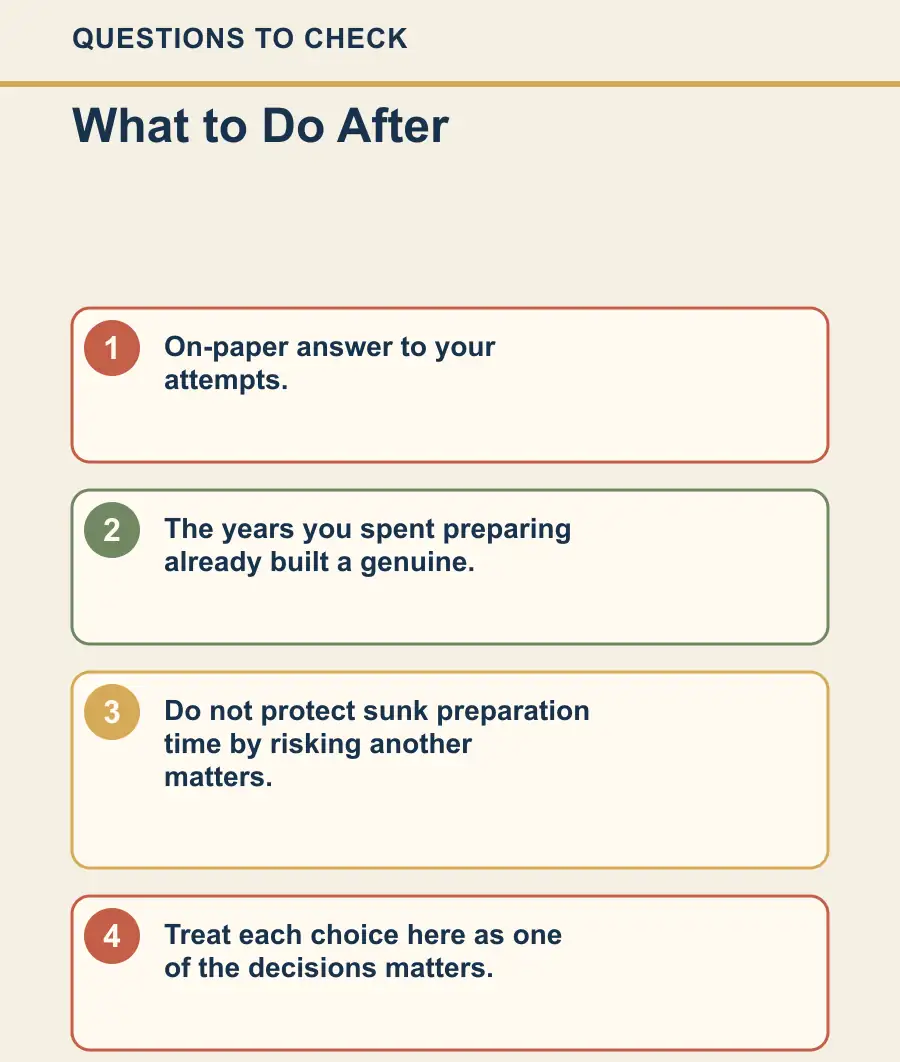 QUESTIONS TO CHECK
What to Do After
1
On-paper answer to your
attempts.
2
The years you spent preparing
already built a genuine.
3
Do not protect sunk preparation
time by risking another
matters.
4
Treat each choice here as one
of the decisions matters.